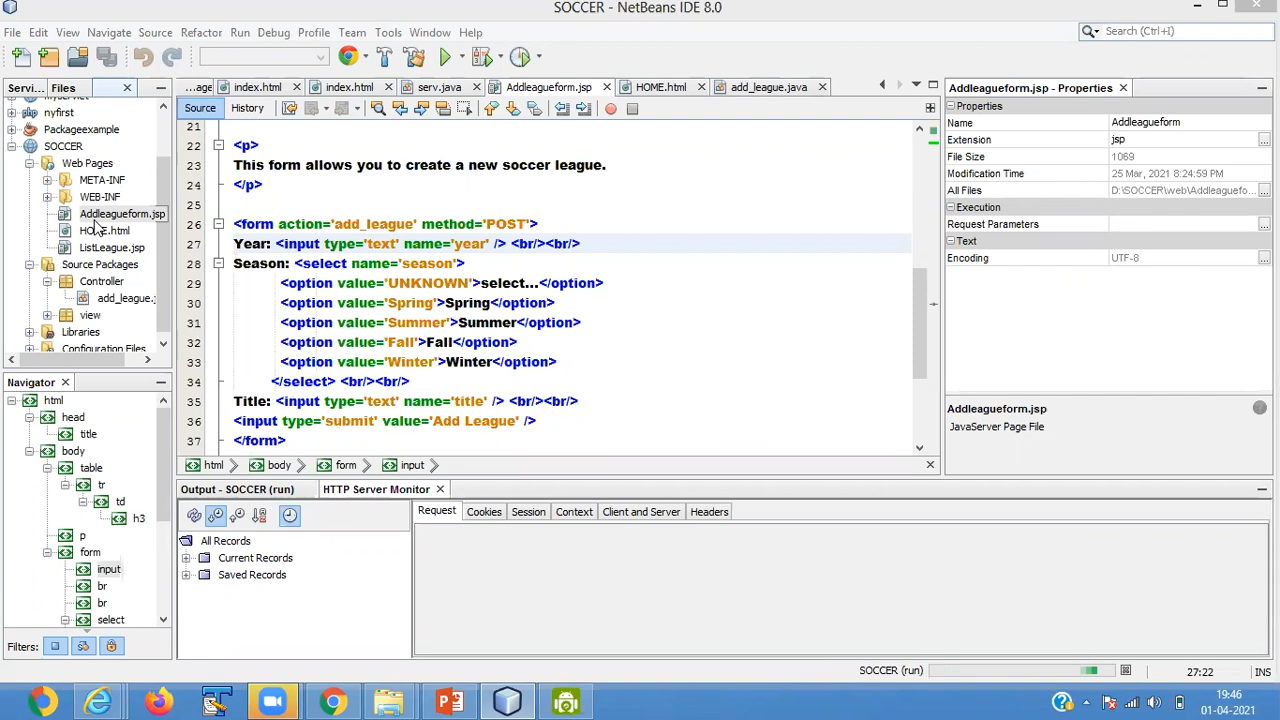 SOCCER - NetBeans IDE 8.0
File Edit View Navigate Source Refactor Run Debug Profile Team Tools Window Help
Search (Ctrl+I)
Servi... Files
...age index.html index.html serv.java Addleagueform.jsp HOME.html add_league.java
Source History
nyfirst
Packageexample
SOCCER
Web Pages
META-INF
WEB-INF
Addleagueform.jsp
ListLeague.jsp
Source Packages
Controller
add_league.j
view
Libraries
Configuration Files
21
22 <p>
23 This form allows you to create a new soccer league.
24 </p>
25
26 <form action='add_league' method='POST'>
27 Year: <input type='text' name='year' /> <br/><br/>
28 Season: <select name='season'>
29 <option value='UNKNOWN'>select...</option>
30 <option value='Spring'>Spring</option>
31 <option value='Summer'>Summer</option>
32 <option value='Fall'>Fall</option>
33 <option value='Winter'>Winter</option>
34 </select> <br/><br/>
35 Title: <input type='text' name='title' /> <br/><br/>
36 <input type='submit' value='Add League' />
37 </form>
html body form input
Addleagueform.jsp - Properties
Properties
Name Addleagueform
Extension jsp
File Size 1069
Modification Time 25 Mar, 2021 8:24:59 PM
All Files D:\SOCCER\web\Addleaguefo...
Execution
Request Parameters
Text
Encoding UTF-8
Addleagueform.jsp
JavaServer Page File
Navigator
html
head
title
body
table
tr
td
h3
p
form
input
br
br
select
Filters:
Output - SOCCER (run) HTTP Server Monitor
Request Cookies Session Context Client and Server Headers
All Records
Current Records
Saved Records
SOCCER (run) 27:22 INS
19:46
01-04-2021